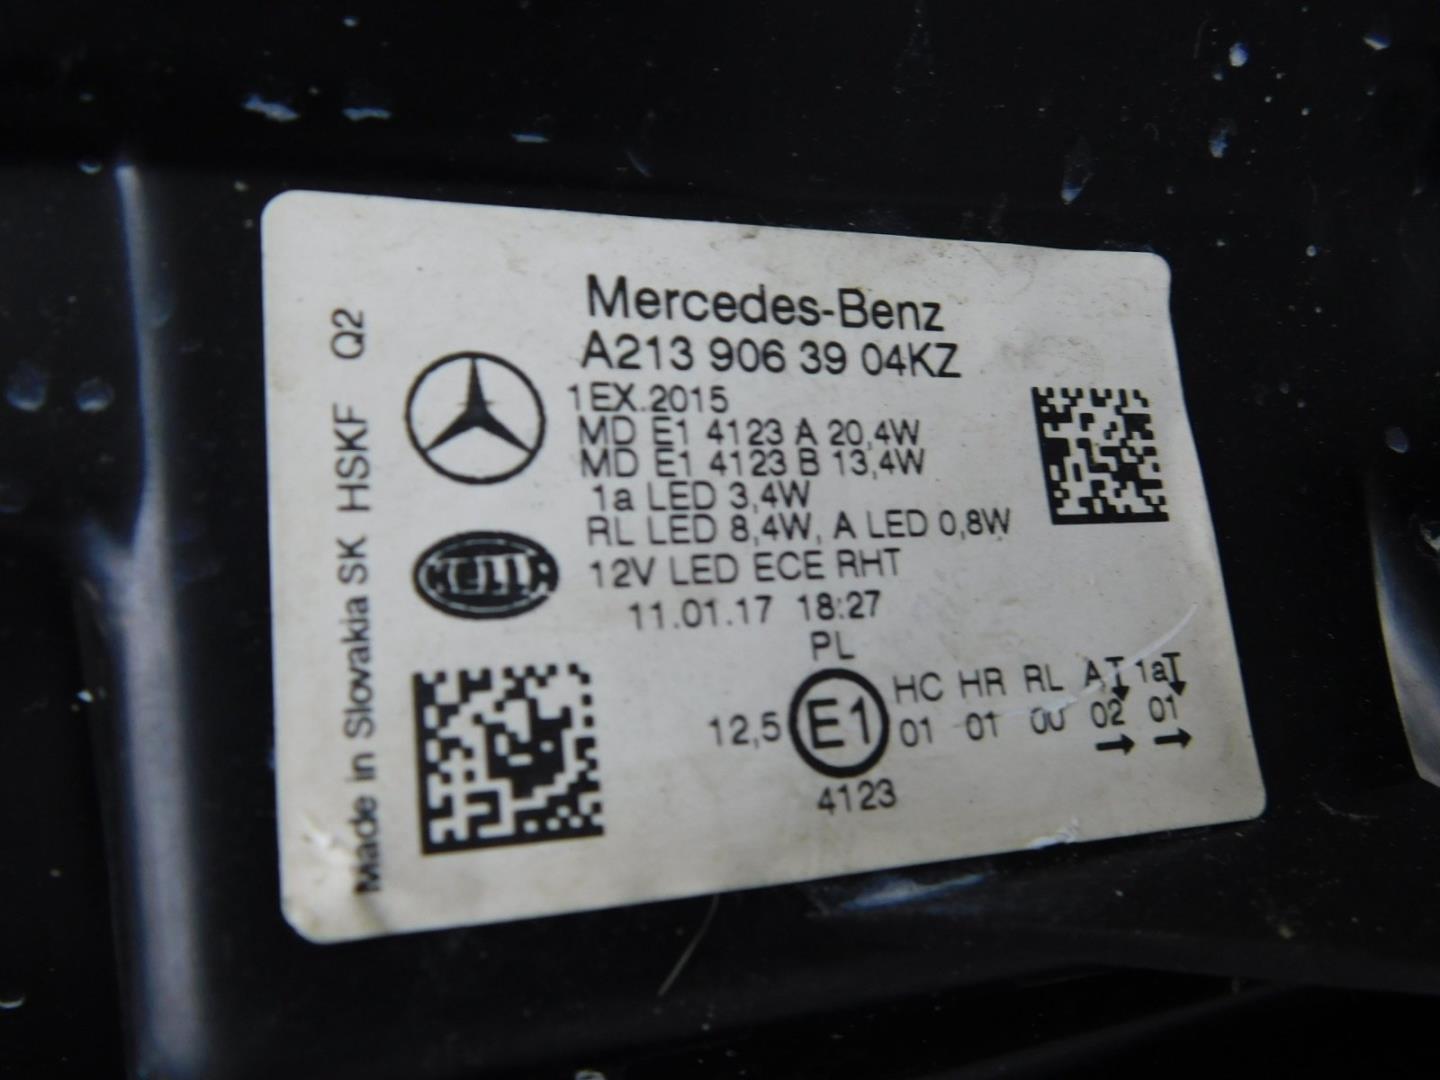 Mercedes-Benz
A213 906 39 04KZ
1EX.2015
MD E1 4123 A 20,4W
MD E1 4123 B 13,4W
1a LED 3,4W
RL LED 8,4W, A LED 0,8W
12V LED ECE RHT
11.01.17 18:27
PL
HELLA
Made in Slovakia SK HSKF Q2
HC HR RL A 1a
12,5 E1 01 01 00 02 01
→ →
4123